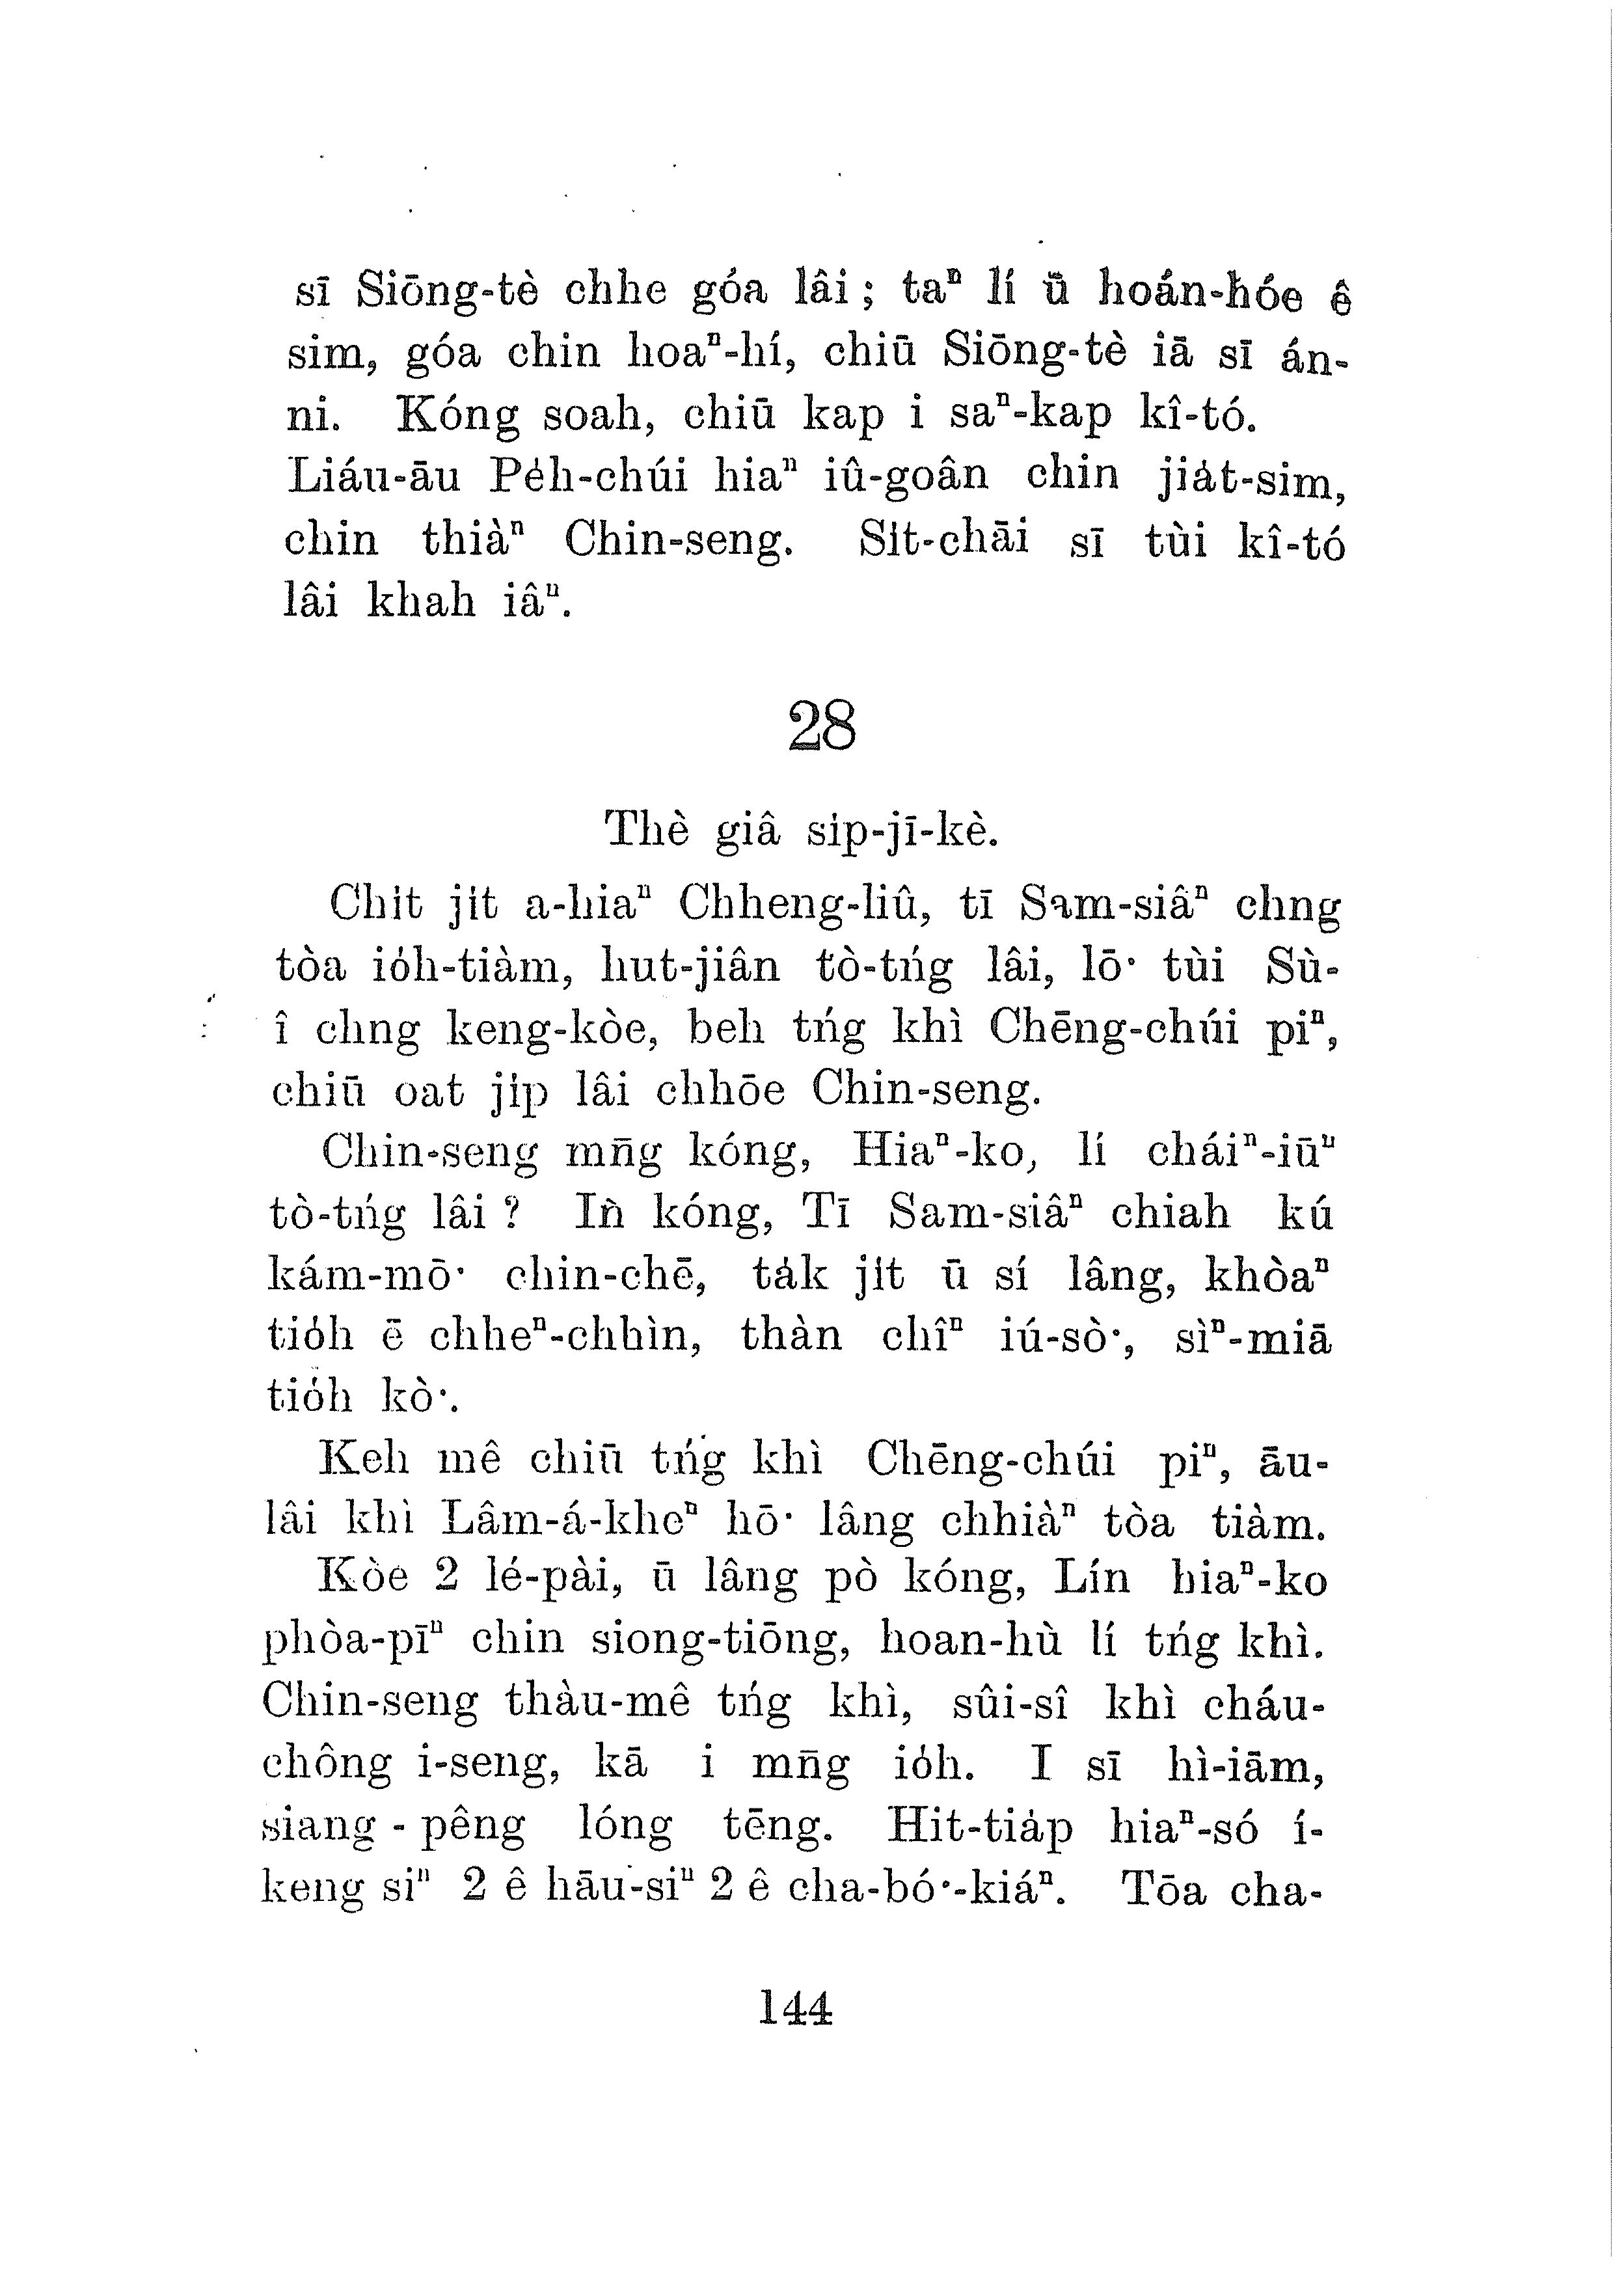 sī Siōng-tè chhe góa lâi; taⁿ lí ū hoán-hóe ê
sim, góa chin hoaⁿ-hí, chiū Siōng-tè iā sī án-
ni. Kóng soah, chiū kap i saⁿ-kap kî-tó.
Liáu-āu Pe̍h-chúi hiaⁿ iû-goân chin jia̍t-sim,
chin thiàⁿ Chin-seng. Si̍t-chāi sī tùi kî-tó
lâi khah iâⁿ.
28
Thè giâ si̍p-jī-kè.
Chi̍t ji̍t a-hiaⁿ Chheng-liû, tī Sam-siâⁿ chng
tòa io̍h-tiàm, hut-jiân tò-tńg lâi, lō͘ tùi Sù-
î chng keng-kòe, beh tńg khì Chēng-chúi piⁿ,
chiū oat ji̍p lâi chhōe Chin-seng.
Chin-seng mn̄g kóng, Hiaⁿ-ko, lí cháiⁿ-iūⁿ
tò-tńg lâi? Ìn kóng, Tī Sam-siâⁿ chiah kú
kám-mō͘ chin-chē, ta̍k ji̍t ū sí lâng, khòaⁿ
tio̍h ē chheⁿ-chhìn, thàn chîⁿ iú-sò͘, sìⁿ-miā
tio̍h kò͘.
Keh mê chiū tńg khì Chēng-chúi piⁿ, āu-
lâi khì Lâm-á-kheⁿ hō͘ lâng chhiàⁿ tòa tiàm.
Kòe 2 lé-pài, ū lâng pò kóng, Lín hiaⁿ-ko
phòa-pīⁿ chin siong-tiōng, hoan-hù lí tńg khì.
Chin-seng thàu-mê tńg khì, sûi-sî khì cháu-
chông i-seng, kā i mn̄g io̍h. I sī hì-iām,
siang-pêng lóng tēng. Hit-tia̍p hiaⁿ-só í-
keng siⁿ 2 ê hāu-siⁿ 2 ê cha-bó͘-kiáⁿ. Tōa cha-
144